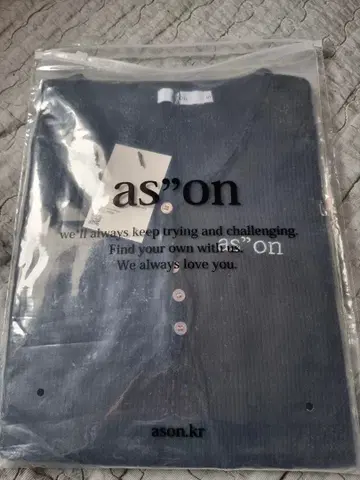 as”on
we'll always keep trying and challenging.
Find your own with us.
as”on
We always love you.
ason.kr